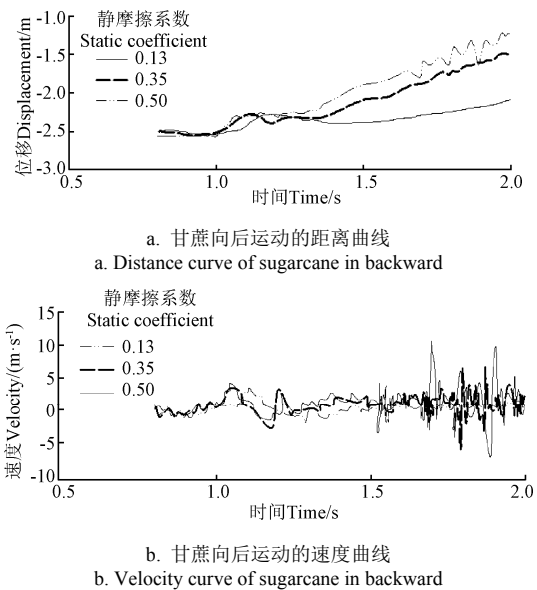 静摩擦系数
Static coefficient
0.13
0.35
0.50
位移Displacement/m
-1.0
-1.5
-2.0
-2.5
-3.0
0.5
1.0
1.5
2.0
时间Time/s
a. 甘蔗向后运动的距离曲线
a. Distance curve of sugarcane in backward
静摩擦系数
Static coefficient
0.13
0.35
0.50
速度Velocity/(m·s⁻¹)
15
10
5
0
-5
-10
0.5
1.0
1.5
2.0
时间Time/s
b. 甘蔗向后运动的速度曲线
b. Velocity curve of sugarcane in backward